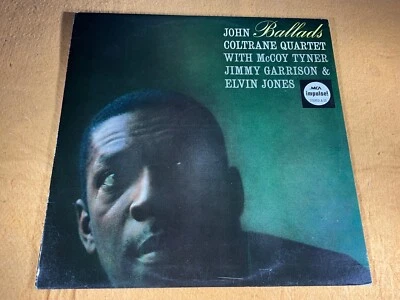 JOHN Ballads
COLTRANE QUARTET
WITH McCOY TYNER
JIMMY GARRISON &
ELVIN JONES
MCA
impulse!